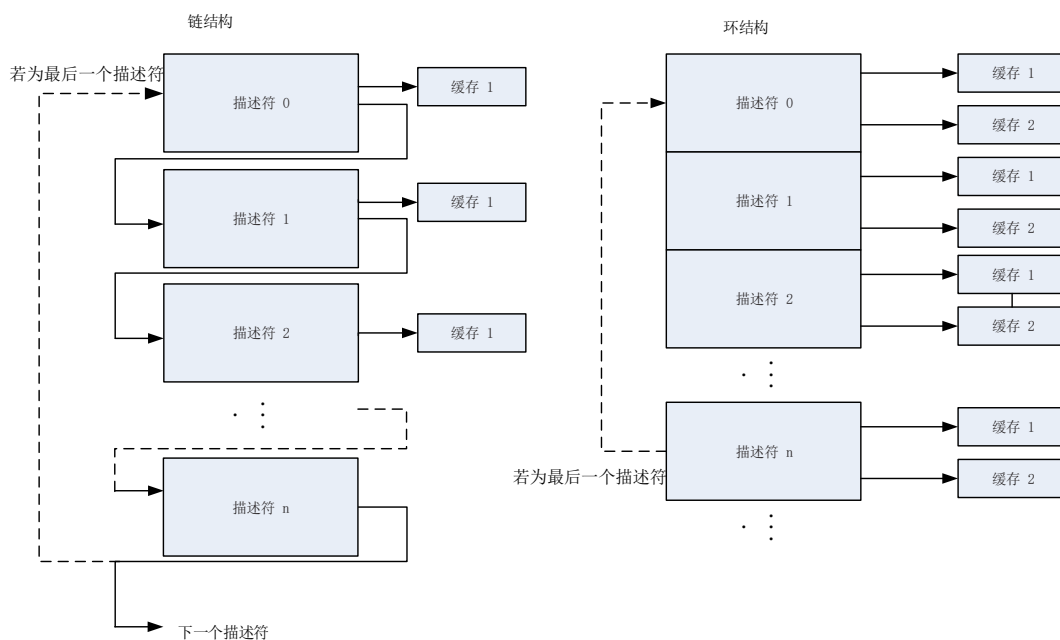 链结构
若为最后一个描述符
描述符 0
缓存 1
描述符 1
缓存 1
描述符 2
缓存 1
描述符 n
下一个描述符
环结构
描述符 0
缓存 1
缓存 2
描述符 1
缓存 1
缓存 2
描述符 2
缓存 1
缓存 2
描述符 n
缓存 1
缓存 2
若为最后一个描述符